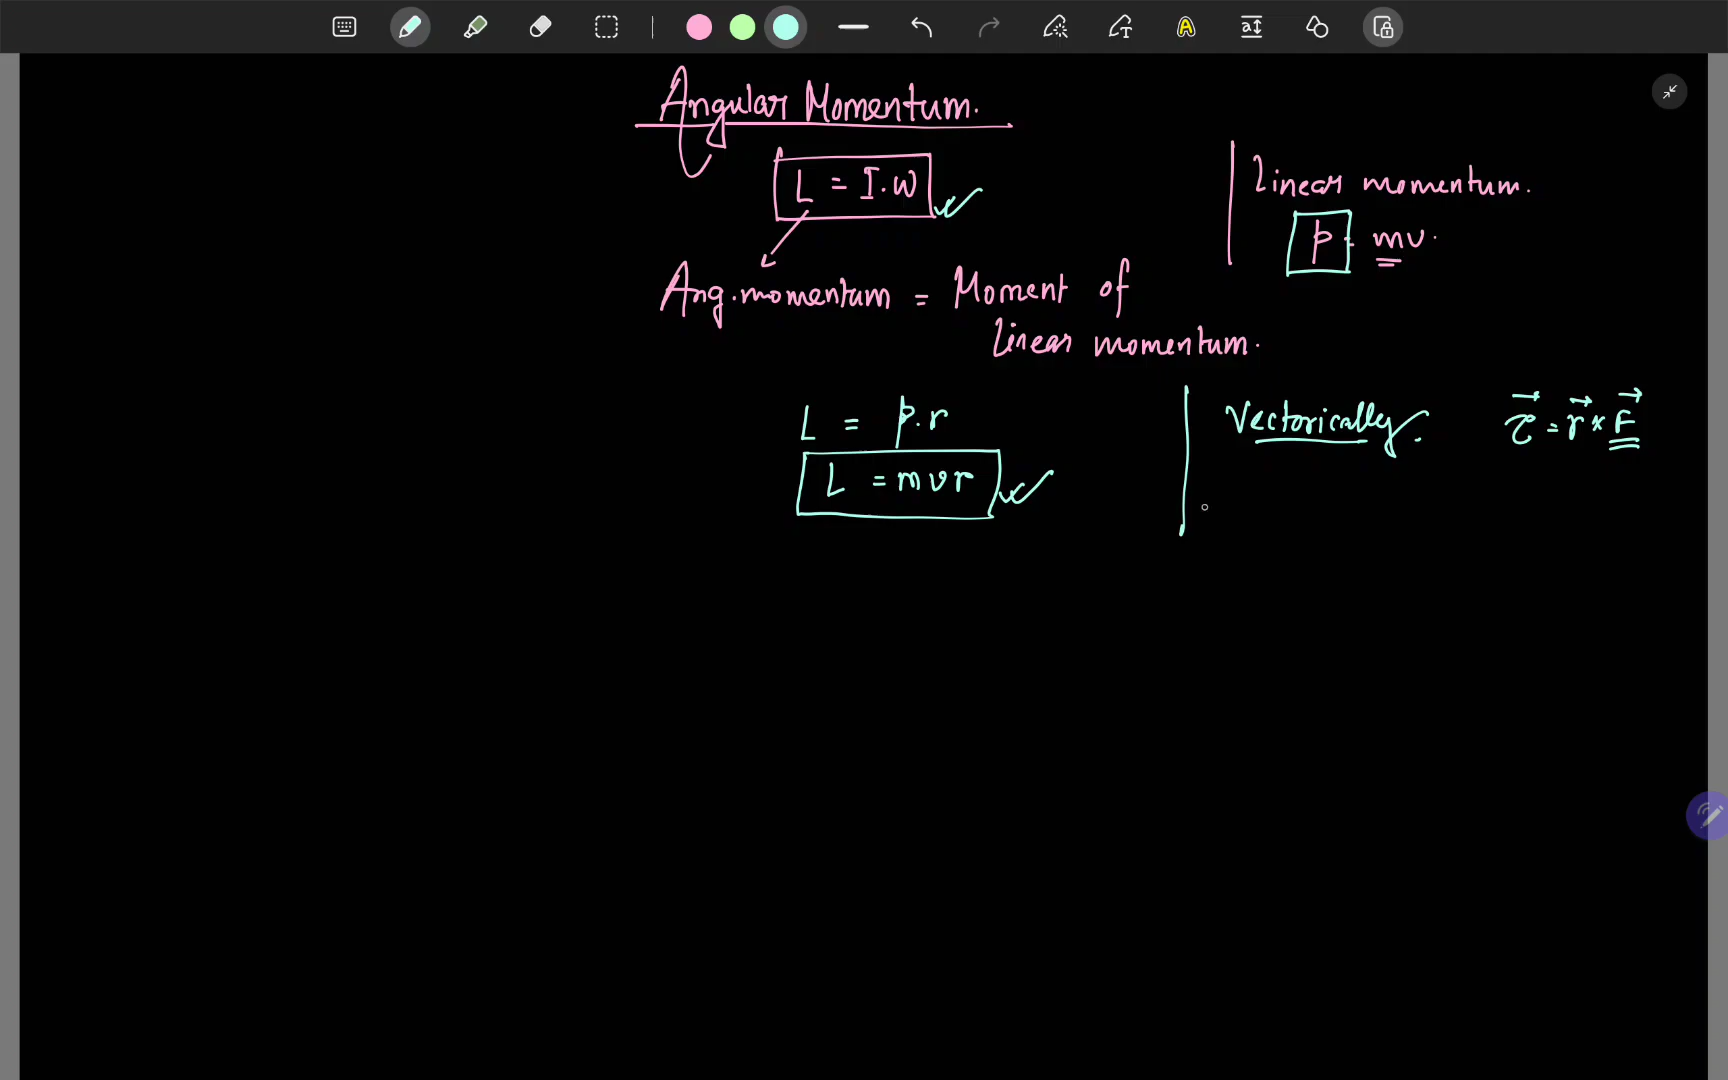 Angular Momentum.
L = I.ω
Linear momentum.
p = mv.
Ang.momentum = Moment of
linear momentum.
L = p.r
L = mvr
Vectorically.
τ⃗ = r⃗ × F⃗